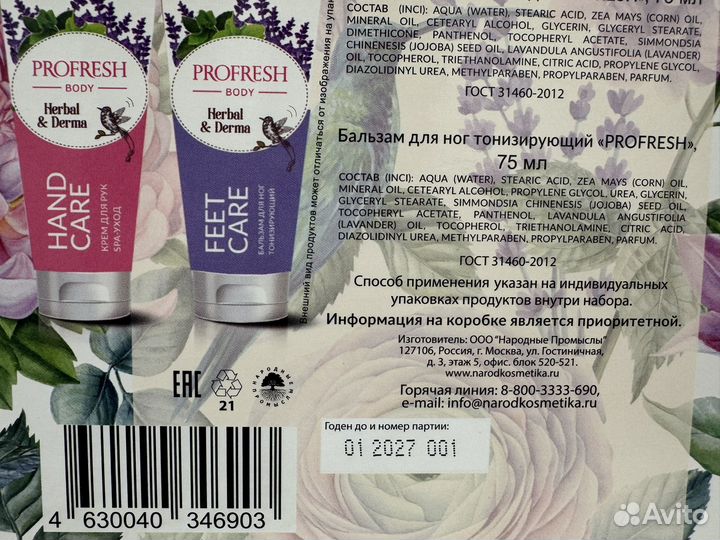 75 мл
СОСТАВ (INCI): AQUA (WATER), STEARIC ACID, ZEA MAYS (CORN) OIL,
MINERAL OIL, CETEARYL ALCOHOL, GLYCERIN, GLYCERYL STEARATE,
DIMETHICONE, PANTHENOL, TOCOPHERYL ACETATE, SIMMONDSIA
CHINENESIS (JOJOBA) SEED OIL, LAVANDULA ANGUSTIFOLIA (LAVENDER)
OIL, TOCOPHEROL, TRIETHANOLAMINE, CITRIC ACID, PROPYLENE GLYCOL,
DIAZOLIDINYL UREA, METHYLPARABEN, PROPYLPARABEN, PARFUM.
ГОСТ 31460-2012
Бальзам для ног тонизирующий «PROFRESH»,
75 мл
СОСТАВ (INCI): AQUA (WATER), STEARIC ACID, ZEA MAYS (CORN) OIL,
MINERAL OIL, CETEARYL ALCOHOL, PROPYLENE GLYCOL, UREA, GLYCERIN,
GLYCERYL STEARATE, SIMMONDSIA CHINENESIS (JOJOBA) SEED OIL,
TOCOPHERYL ACETATE, PANTHENOL, LAVANDULA ANGUSTIFOLIA
(LAVANDER) OIL, TOCOPHEROL, TRIETHANOLAMINE, CITRIC ACID,
DIAZOLIDINYL UREA, METHYLPARABEN, PROPYLPARABEN, PARFUM.
ГОСТ 31460-2012
Способ применения указан на индивидуальных
упаковках продуктов внутри набора.
Информация на коробке является приоритетной.
Изготовитель: ООО "Народные Промыслы"
127106, Россия, г. Москва, ул. Гостиничная,
д. 3, этаж 5, офис. блок 520-521.
www.narodkosmetika.ru
Горячая линия: 8-800-3333-690,
e-mail: info@narodkosmetika.ru
Годен до и номер партии:
01 2027 001
PROFRESH
BODY
Herbal
& Derma
HAND
CARE
КРЕМ ДЛЯ РУК
SPA-УХОД
PROFRESH
BODY
Herbal
& Derma
FEET
CARE
БАЛЬЗАМ ДЛЯ НОГ
ТОНИЗИРУЮЩИЙ
Внешний вид продуктов может отличаться от изображения на упак
EAC
21
НАРОДНЫЕ
ПРОМЫСЛЫ
4 630040 346903
Avito